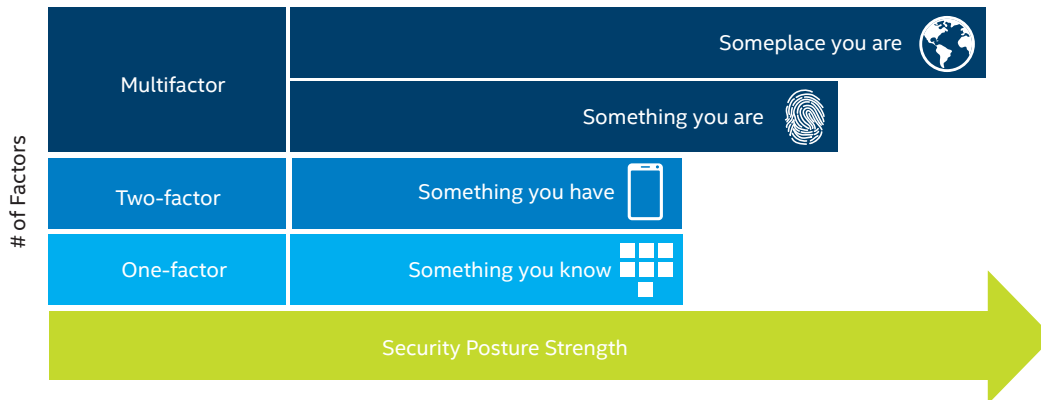 # of Factors
Multifactor
Someplace you are
Something you are
Two-factor
Something you have
One-factor
Something you know
Security Posture Strength